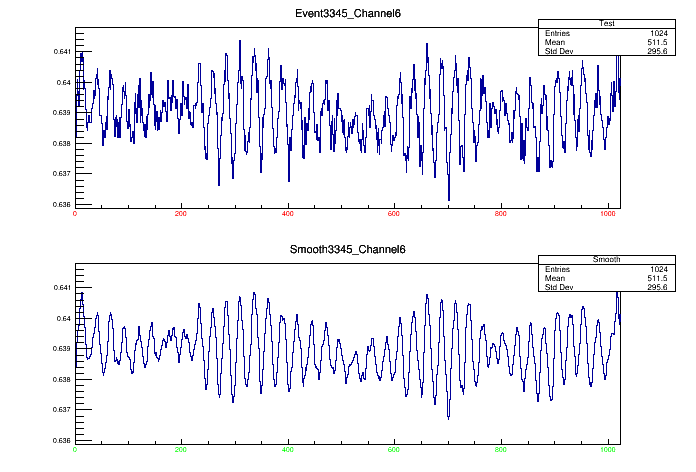 Event3345_Channel6
Test
Entries 1024
Mean 511.5
Std Dev 295.6
0.641
0.64
0.639
0.638
0.637
0.636
0 200 400 600 800 1000
Smooth3345_Channel6
Smooth
Entries 1024
Mean 511.5
Std Dev 295.6
0.641
0.64
0.639
0.638
0.637
0.636
0 200 400 600 800 1000